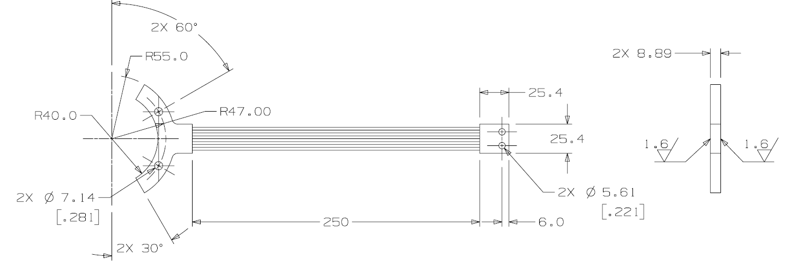 2X 60°
R55.0
2X 8.89
R40.0
R47.00
25.4
25.4
1.6
1.6
2X Ø 7.14
[.281]
2X Ø 5.61
[.221]
250
6.0
2X 30°